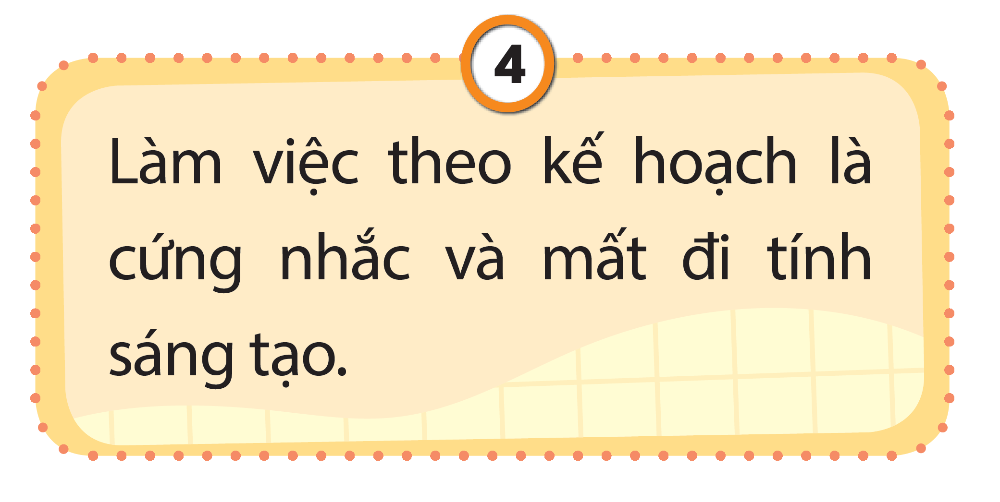 4
Làm việc theo kế hoạch là
cứng nhắc và mất đi tính
sáng tạo.